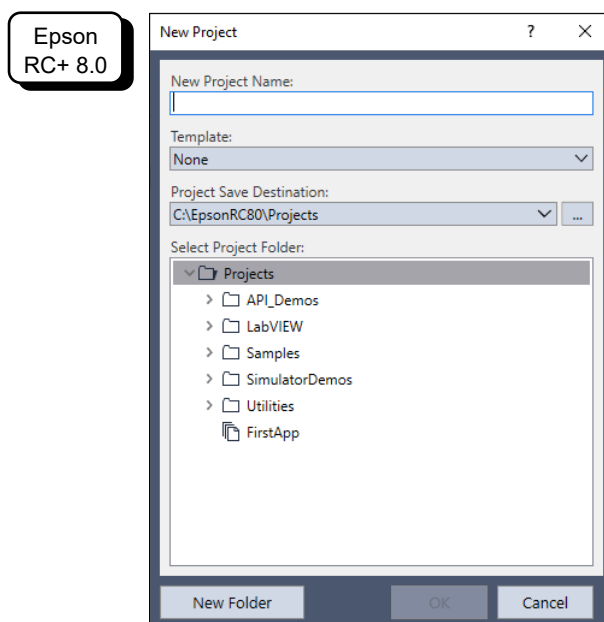 Epson
RC+ 8.0
New Project
?
New Project Name:
Template:
None
Project Save Destination:
C:\EpsonRC80\Projects
...
Select Project Folder:
Projects
API_Demos
LabVIEW
Samples
SimulatorDemos
Utilities
FirstApp
New Folder
OK
Cancel